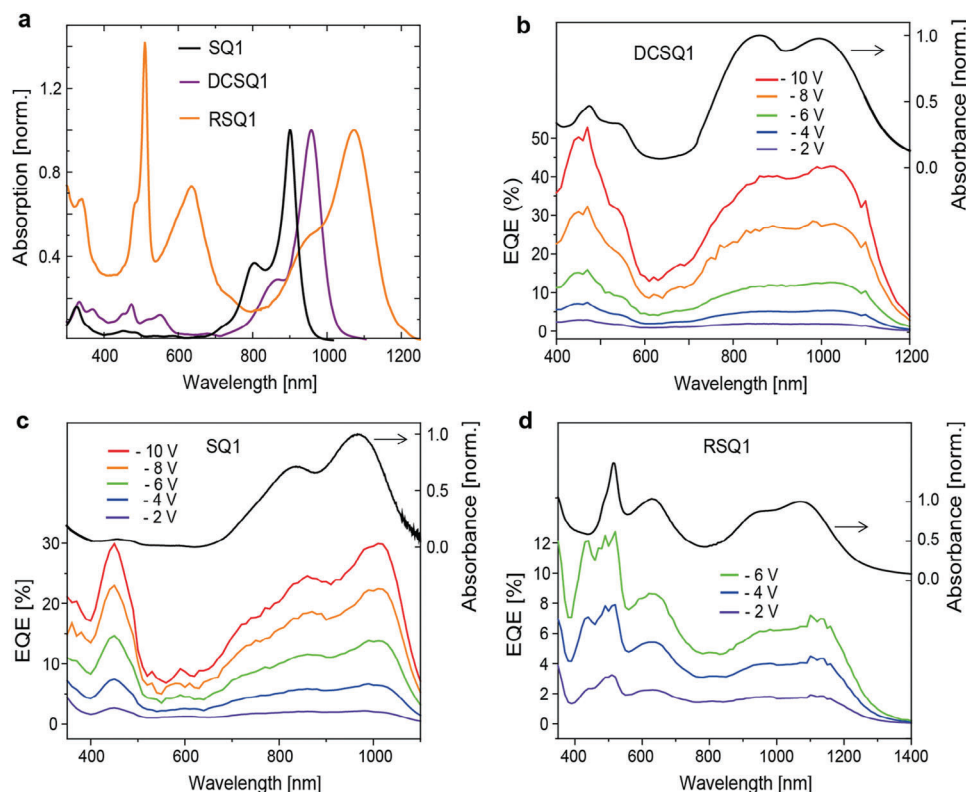 a
Absorption [norm.]
1.2
0.8
0.4
SQ1
DCSQ1
RSQ1
300 400 600 800 1000 1200
Wavelength [nm]
b
DCSQ1
- 10 V
- 8 V
- 6 V
- 4 V
- 2 V
EQE (%)
50
40
30
20
10
0
1.0
0.5
0.0
Absorbance [norm.]
400 600 800 1000 1200
Wavelength [nm]
c
SQ1
- 10 V
- 8 V
- 6 V
- 4 V
- 2 V
EQE [%]
30
20
10
0
1.0
0.5
0.0
Absorbance [norm.]
400 600 800 1000
Wavelength [nm]
d
RSQ1
- 6 V
- 4 V
- 2 V
EQE [%]
12
10
8
6
4
2
0
1.0
0.5
0.0
Absorbance [norm.]
400 600 800 1000 1200 1400
Wavelength [nm]